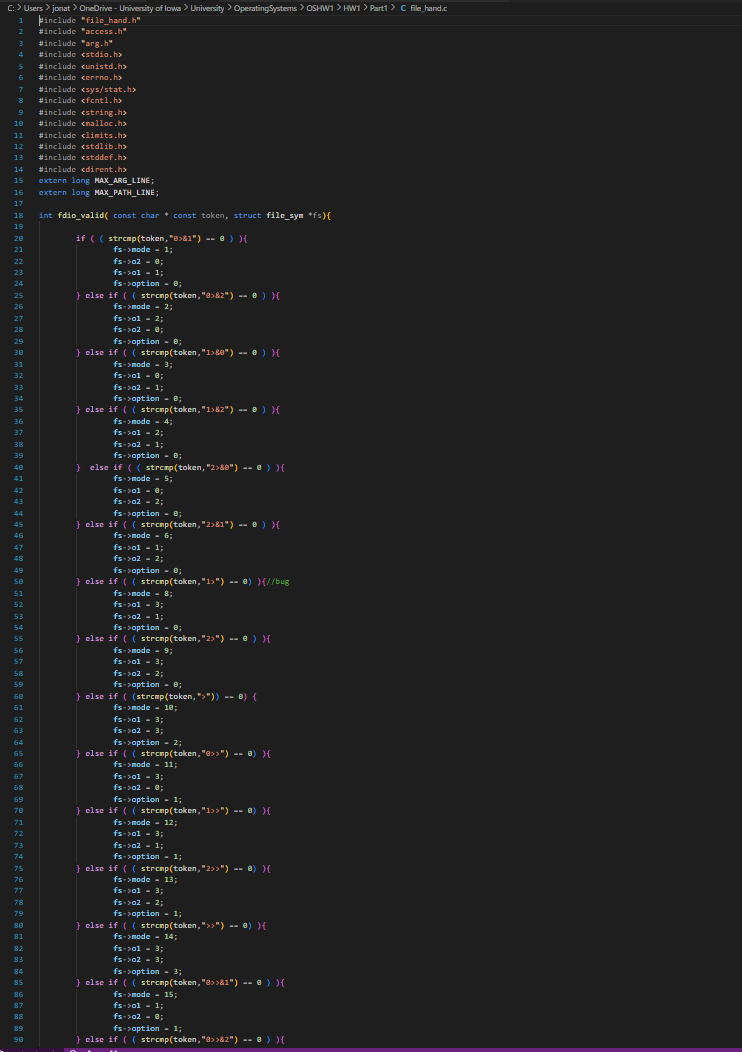 C: > Users > jonat > OneDrive - University of Iowa > University > OperatingSystems > OSHW1 > HW1 > Part1 > C file_hand.c
1 #include "file_hand.h"
2 #include "access.h"
3 #include "arg.h"
4 #include <stdio.h>
5 #include <unistd.h>
6 #include <errno.h>
7 #include <sys/stat.h>
8 #include <fcntl.h>
9 #include <string.h>
10 #include <malloc.h>
11 #include <limits.h>
12 #include <stdlib.h>
13 #include <stddef.h>
14 #include <dirent.h>
15 extern long MAX_ARG_LINE;
16 extern long MAX_PATH_LINE;
17
18 int fdio_valid( const char * const token, struct file_sym *fs){
19
20 if ( ( strcmp(token,"0>&1") == 0 ) ){
21 fs->mode = 1;
22 fs->o2 = 0;
23 fs->o1 = 1;
24 fs->option = 0;
25 } else if ( ( strcmp(token,"0>&2") == 0 ) ){
26 fs->mode = 2;
27 fs->o1 = 2;
28 fs->o2 = 0;
29 fs->option = 0;
30 } else if ( ( strcmp(token,"1>&0") == 0 ) ){
31 fs->mode = 3;
32 fs->o1 = 0;
33 fs->o2 = 1;
34 fs->option = 0;
35 } else if ( ( strcmp(token,"1>&2") == 0 ) ){
36 fs->mode = 4;
37 fs->o1 = 2;
38 fs->o2 = 1;
39 fs->option = 0;
40 }  else if ( ( strcmp(token,"2>&0") == 0 ) ){
41 fs->mode = 5;
42 fs->o1 = 0;
43 fs->o2 = 2;
44 fs->option = 0;
45 } else if ( ( strcmp(token,"2>&1") == 0 ) ){
46 fs->mode = 6;
47 fs->o1 = 1;
48 fs->o2 = 2;
49 fs->option = 0;
50 } else if ( ( strcmp(token,"1>") == 0) ){//bug
51 fs->mode = 8;
52 fs->o1 = 3;
53 fs->o2 = 1;
54 fs->option = 0;
55 } else if ( ( strcmp(token,"2>") == 0 ) ){
56 fs->mode = 9;
57 fs->o1 = 3;
58 fs->o2 = 2;
59 fs->option = 0;
60 } else if ( (strcmp(token,">")) == 0) {
61 fs->mode = 10;
62 fs->o1 = 3;
63 fs->o2 = 3;
64 fs->option = 2;
65 } else if ( ( strcmp(token,"0>>") == 0) ){
66 fs->mode = 11;
67 fs->o1 = 3;
68 fs->o2 = 0;
69 fs->option = 1;
70 } else if ( ( strcmp(token,"1>>") == 0) ){
71 fs->mode = 12;
72 fs->o1 = 3;
73 fs->o2 = 1;
74 fs->option = 1;
75 } else if ( ( strcmp(token,"2>>") == 0) ){
76 fs->mode = 13;
77 fs->o1 = 3;
78 fs->o2 = 2;
79 fs->option = 1;
80 } else if ( ( strcmp(token,">>") == 0) ){
81 fs->mode = 14;
82 fs->o1 = 3;
83 fs->o2 = 3;
84 fs->option = 3;
85 } else if ( ( strcmp(token,"0>>&1") == 0 ) ){
86 fs->mode = 15;
87 fs->o1 = 1;
88 fs->o2 = 0;
89 fs->option = 1;
90 } else if ( ( strcmp(token,"0>>&2") == 0 ) ){